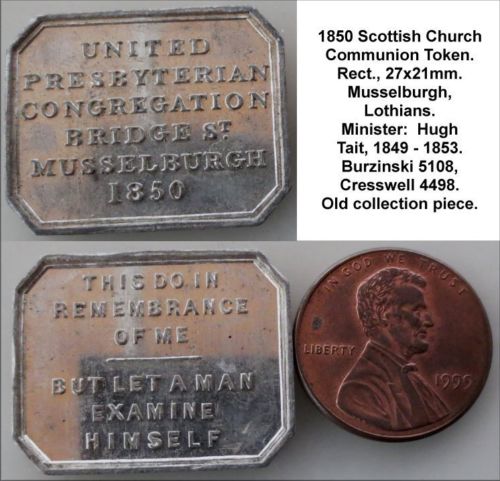 UNITED
PRESBYTERIAN
CONGREGATION
BRIDGE ST
MUSSELBURGH
1850
1850 Scottish Church
Communion Token.
Rect., 27x21mm.
Musselburgh,
Lothians.
Minister: Hugh
Tait, 1849 - 1853.
Burzinski 5108,
Cresswell 4498.
Old collection piece.
THIS DO IN
REMEMBRANCE
OF ME
BUT LET A MAN
EXAMINE
HIMSELF
IN GOD WE TRUST
LIBERTY
1995